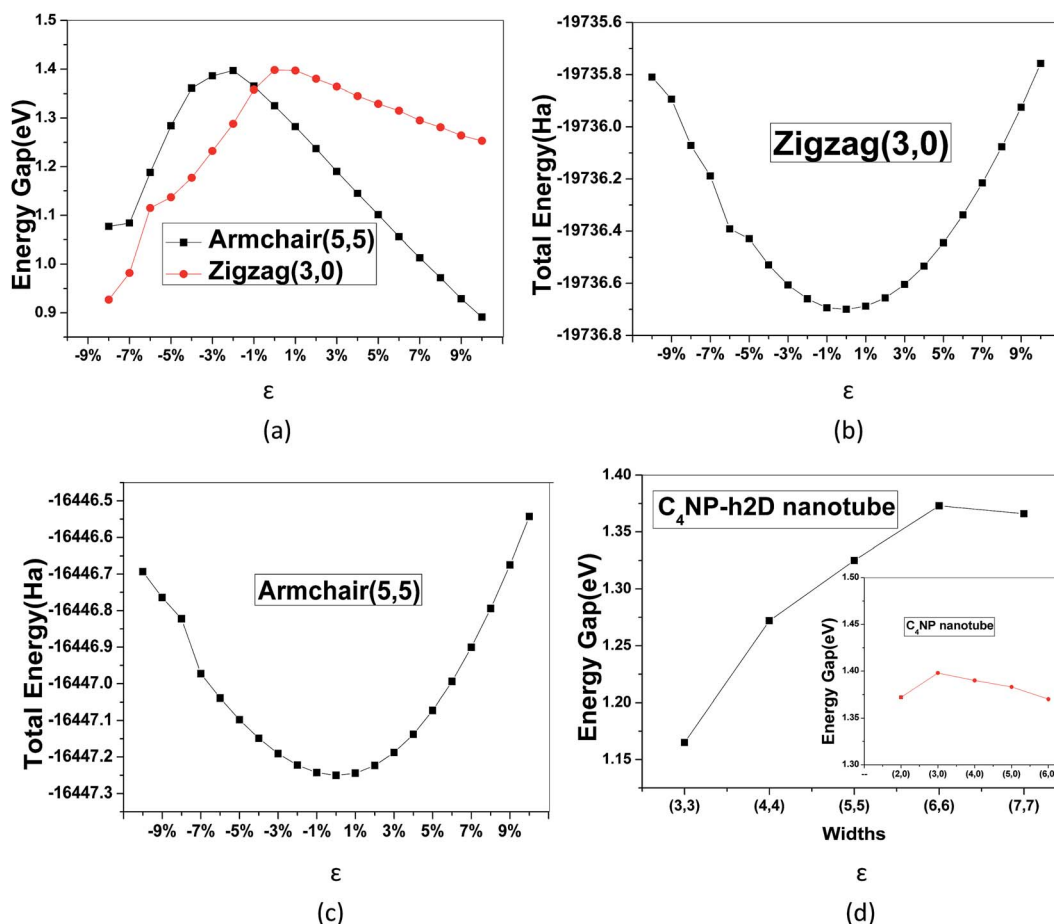 1.5
1.4
1.3
1.2
1.1
1.0
0.9
Energy Gap(eV)
Armchair(5,5)
Zigzag(3,0)
-9% -7% -5% -3% -1% 1% 3% 5% 7% 9%
ε
(a)
-19735.6
-19735.8
-19736.0
-19736.2
-19736.4
-19736.6
-19736.8
Total Energy(Ha)
Zigzag(3,0)
-9% -7% -5% -3% -1% 1% 3% 5% 7% 9%
ε
(b)
-16446.5
-16446.6
-16446.7
-16446.8
-16446.9
-16447.0
-16447.1
-16447.2
-16447.3
Total Energy(Ha)
Armchair(5,5)
-9% -7% -5% -3% -1% 1% 3% 5% 7% 9%
ε
(c)
1.40
1.35
1.30
1.25
1.20
1.15
Energy Gap(eV)
C₄NP-h2D nanotube
1.50
1.45
1.40
1.35
1.30
Energy Gap(eV)
C₄NP nanotube
-- (2,0) (3,0) (4,0) (5,0) (6,0)
(3,3) (4,4) (5,5) (6,6) (7,7)
Widths
ε
(d)